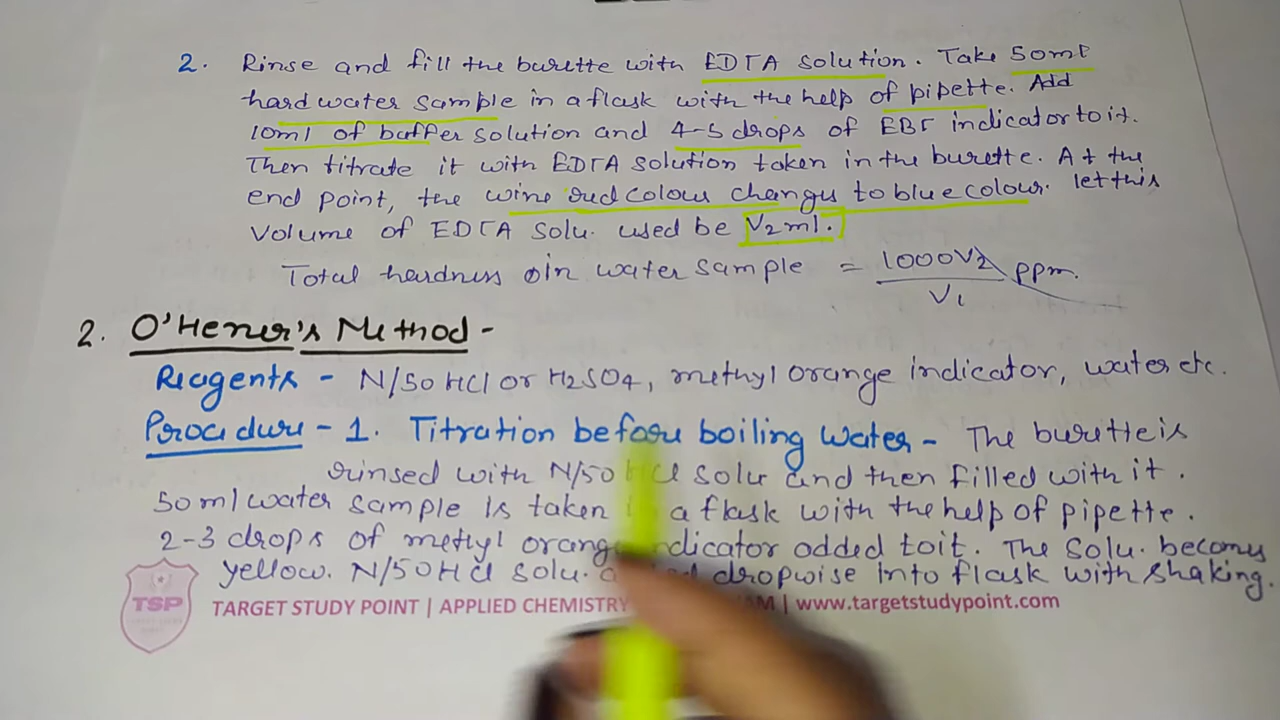 2. Rinse and fill the burette with EDTA solution. Take 50ml
hard water sample in a flask with the help of pipette. Add
10ml of buffer solution and 4-5 drops of EBT indicator to it.
Then titrate it with EDTA solution taken in the burette. At the
end point, the wine red colour changes to blue colour. let this
volume of EDTA solu. used be V2ml.
Total hardness in water sample = 1000V2/V1 ppm.
2. O'Hener's Method -
Reagents - N/50 HCl or H2SO4, methyl orange indicator, water etc.
Procedure - 1. Titration before boiling water - The burette is
rinsed with N/50 HCl solu and then filled with it.
50 ml water sample is taken a flask with the help of pipette.
2-3 drops of methyl orange indicator added to it. The solu. become
yellow. N/50 HCl solu. dropwise into flask with shaking.
TSP
TARGET STUDY POINT | APPLIED CHEMISTRY | www.targetstudypoint.com